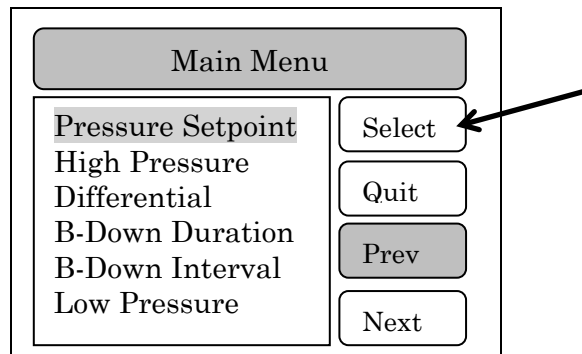 Main Menu
Pressure Setpoint
High Pressure
Differential
B-Down Duration
B-Down Interval
Low Pressure
Select
Quit
Prev
Next